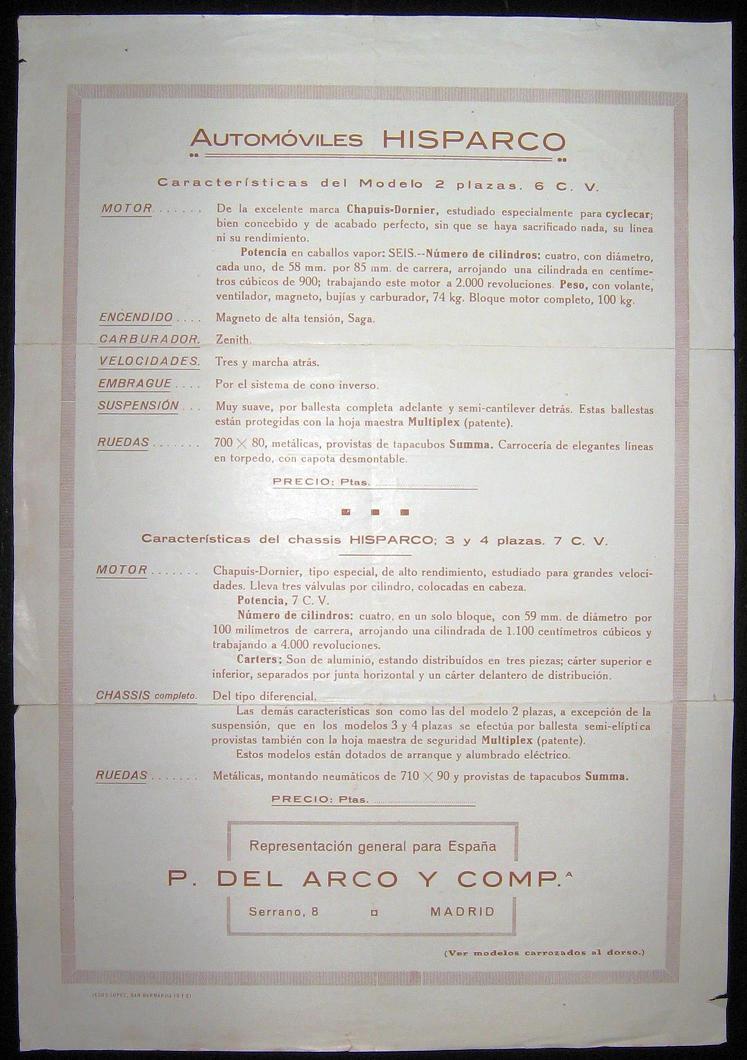 AUTOMÓVILES HISPARCO
Características del Modelo 2 plazas. 6 C. V.
MOTOR ....... De la excelente marca Chapuis-Dornier, estudiado especialmente para cyclecar;
bien concebido y de acabado perfecto, sin que se haya sacrificado nada, su línea
ni su rendimiento.
Potencia en caballos vapor: SEIS.--Número de cilindros: cuatro, con diámetro,
cada uno, de 58 mm. por 85 mm. de carrera, arrojando una cilindrada en centíme-
tros cúbicos de 900; trabajando este motor a 2.000 revoluciones. Peso, con volante,
ventilador, magneto, bujías y carburador, 74 kg. Bloque motor completo, 100 kg.
ENCENDIDO .... Magneto de alta tensión, Saga.
CARBURADOR. Zenith.
VELOCIDADES. Tres y marcha atrás.
EMBRAGUE .... Por el sistema de cono inverso.
SUSPENSIÓN ... Muy suave, por ballesta completa adelante y semi-cantilever detrás. Estas ballestas
están protegidas con la hoja maestra Multiplex (patente).
RUEDAS ....... 700 × 80, metálicas, provistas de tapacubos Summa. Carrocería de elegantes líneas
en torpedo, con capota desmontable.
PRECIO: Ptas.
Características del chassis HISPARCO; 3 y 4 plazas. 7 C. V.
MOTOR ....... Chapuis-Dornier, tipo especial, de alto rendimiento, estudiado para grandes veloci-
dades. Lleva tres válvulas por cilindro, colocadas en cabeza.
Potencia, 7 C. V.
Número de cilindros: cuatro, en un solo bloque, con 59 mm. de diámetro por
100 milímetros de carrera, arrojando una cilindrada de 1.100 centímetros cúbicos y
trabajando a 4.000 revoluciones.
Carters: Son de aluminio, estando distribuídos en tres piezas; cárter superior e
inferior, separados por junta horizontal y un cárter delantero de distribución.
CHASSIS completo. Del tipo diferencial.
Las demás características son como las del modelo 2 plazas, a excepción de la
suspensión, que en los modelos 3 y 4 plazas se efectúa por ballesta semi-elíptica
provistas también con la hoja maestra de seguridad Multiplex (patente).
Estos modelos están dotados de arranque y alumbrado eléctrico.
RUEDAS ....... Metálicas, montando neumáticos de 710 × 90 y provistas de tapacubos Summa.
PRECIO: Ptas.
Representación general para España
P. DEL ARCO Y COMP.ᴬ
Serrano, 8 MADRID
(Ver modelos carrozados al dorso.)
LOPEZ, SAN BERNARDO